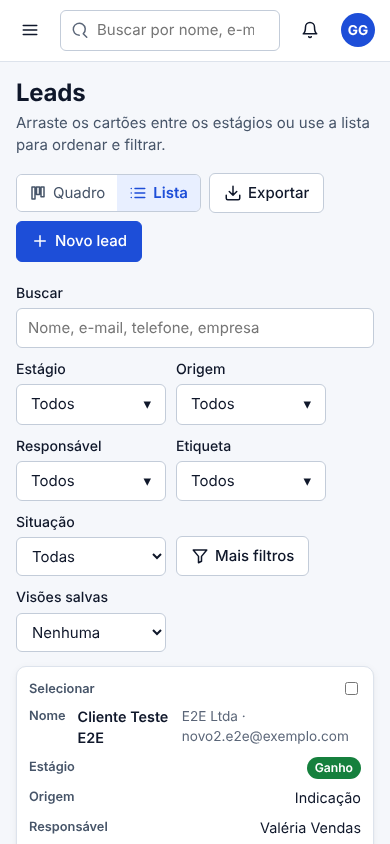 Buscar por nome, e-m
GG
Leads
Arraste os cartões entre os estágios ou use a lista
para ordenar e filtrar.
Quadro
Lista
Exportar
Novo lead
Buscar
Nome, e-mail, telefone, empresa
Estágio
Origem
Todos
Todos
Responsável
Etiqueta
Todos
Todos
Situação
Todas
Mais filtros
Visões salvas
Nenhuma
Selecionar
Nome
Cliente Teste
E2E
E2E Ltda ·
novo2.e2e@exemplo.com
Estágio
Ganho
Origem
Indicação
Responsável
Valéria Vendas